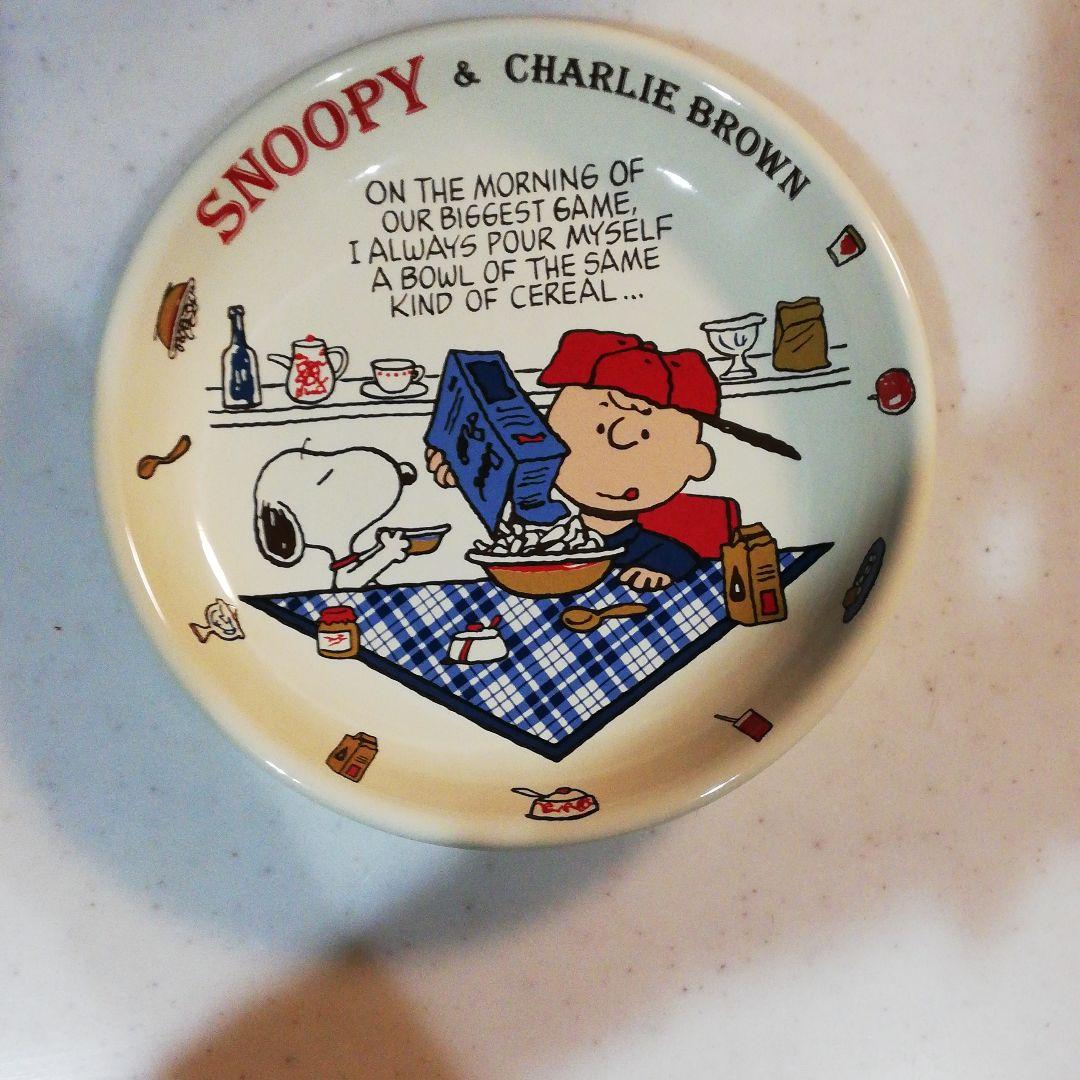 SNOOPY & CHARLIE BROWN
ON THE MORNING OF
OUR BIGGEST GAME,
I ALWAYS POUR MYSELF
A BOWL OF THE SAME
KIND OF CEREAL...